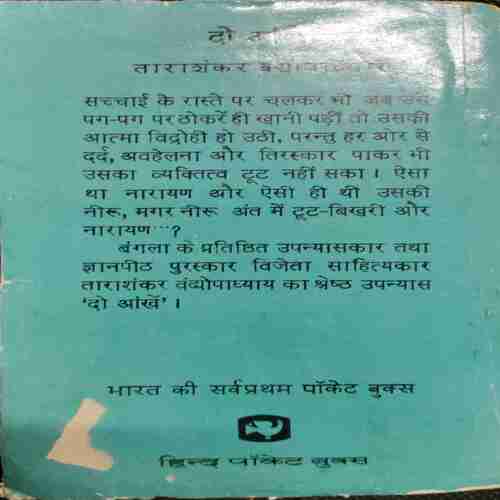 दो
ताराशंकर
सच्चाई के रास्ते पर चलकर भी जब उसे
पग-पग पर ठोकरें ही खानी पड़ीं तो उसकी
आत्मा विद्रोही हो उठी, परन्तु हर ओर से
दर्द, अवहेलना और तिरस्कार पाकर भी
उसका व्यक्तित्व टूट नहीं सका। ऐसा
था नारायण और ऐसी ही थी उसकी
नीरू, मगर नीरू अंत में टूट-बिखरी और
नारायण...?
बंगला के प्रतिष्ठित उपन्यासकार तथा
ज्ञानपीठ पुरस्कार विजेता साहित्यकार
ताराशंकर वंद्योपाध्याय का श्रेष्ठ उपन्यास
'दो आंखें'।
भारत की सर्वप्रथम पॉकेट बुक्स
हिन्द पॉकेट बुक्स